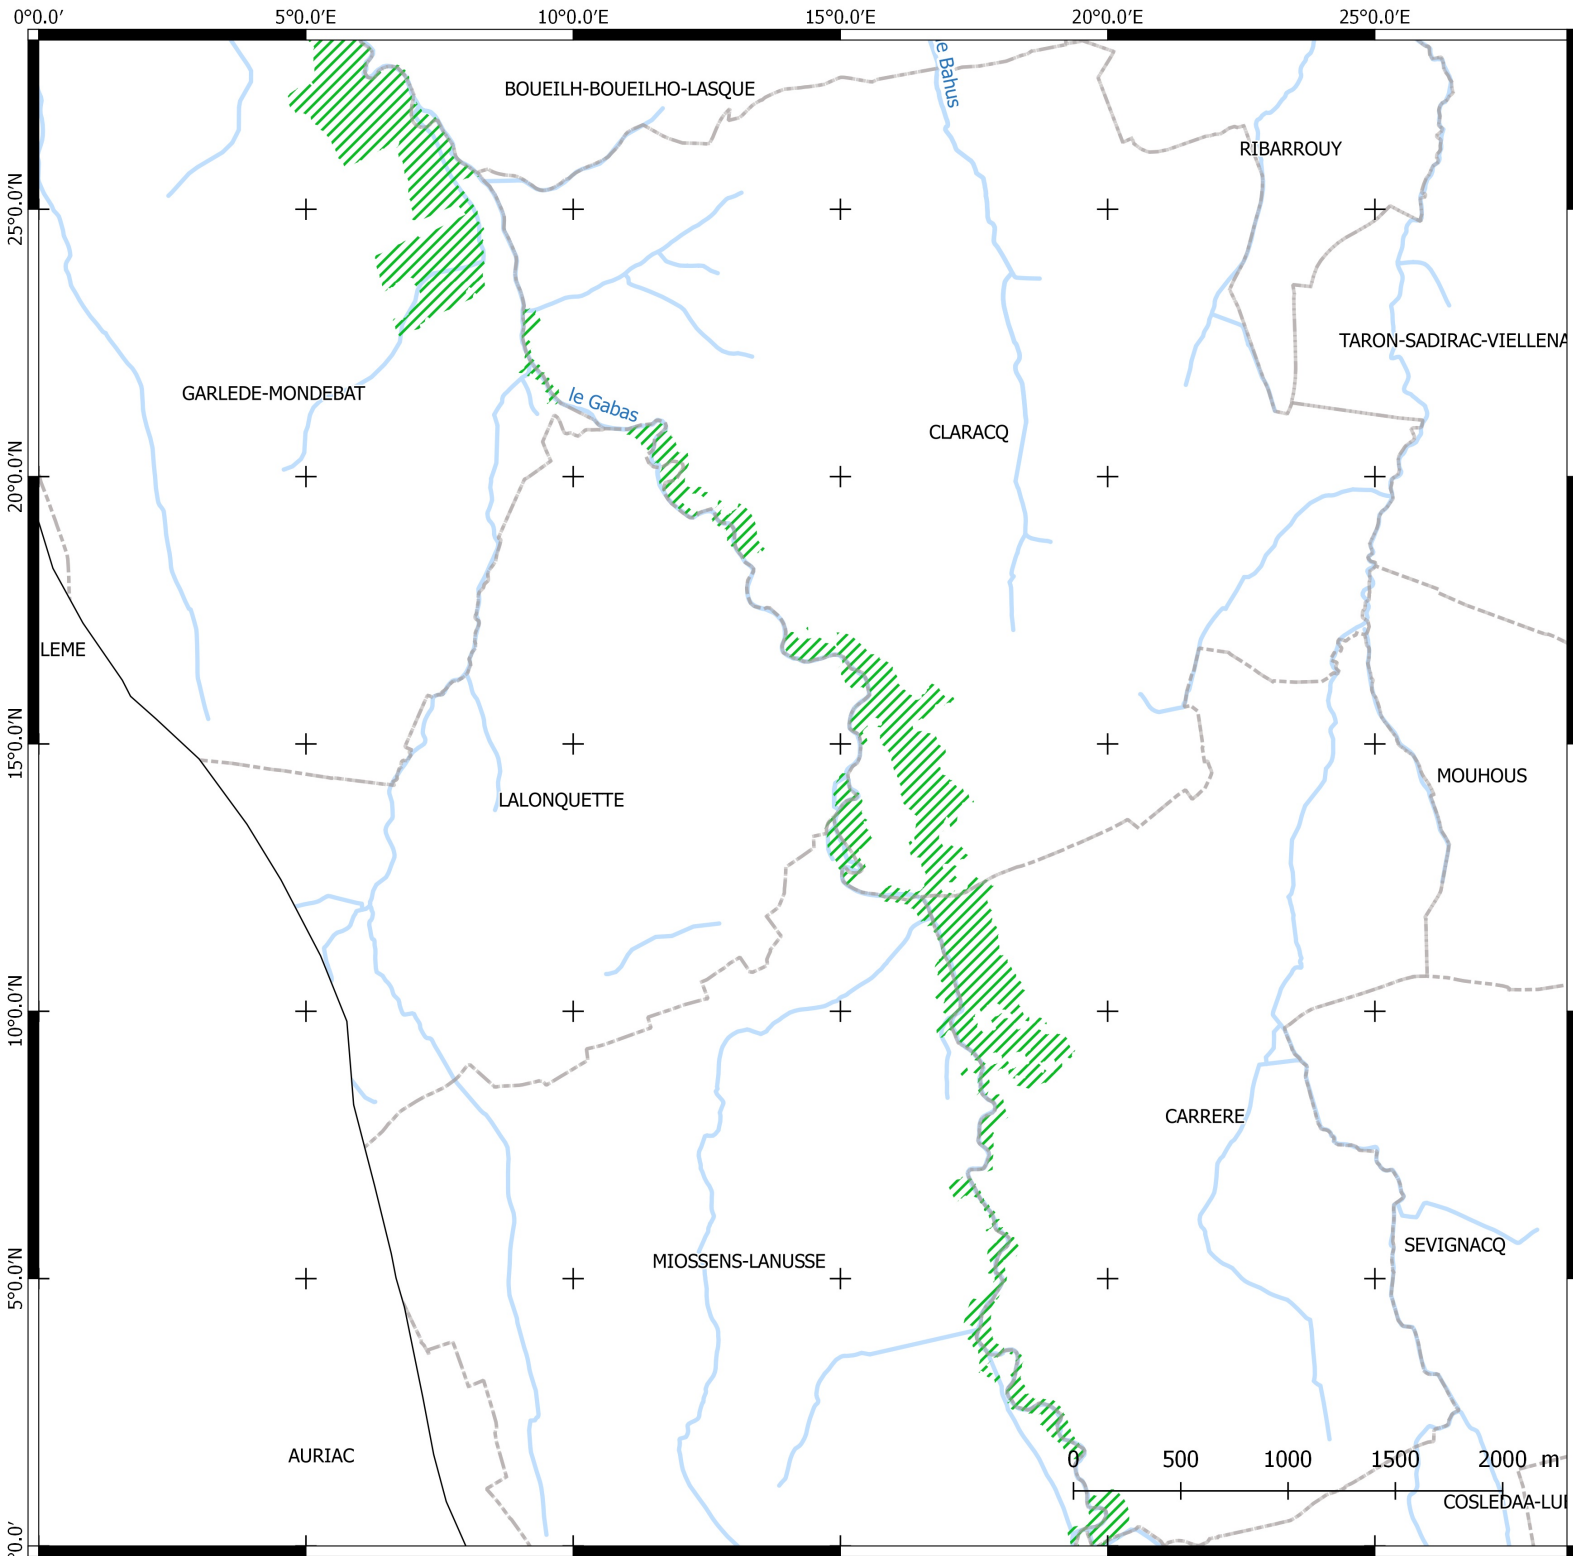 0°0.0′ 5°0.0′E 10°0.0′E 15°0.0′E 20°0.0′E 25°0.0′E
le Bahus
BOUEILH-BOUEILHO-LASQUE
RIBARROUY
25°0.0′N
TARON-SADIRAC-VIELLENA
GARLEDE-MONDEBAT
le Gabas
CLARACQ
20°0.0′N
LEME
15°0.0′N
MOUHOUS
LALONQUETTE
10°0.0′N
CARRERE
SEVIGNACQ
MIOSSENS-LANUSSE
5°0.0′N
AURIAC
0 500 1000 1500 2000 m
COSLEDAA-LU
0°0.0′